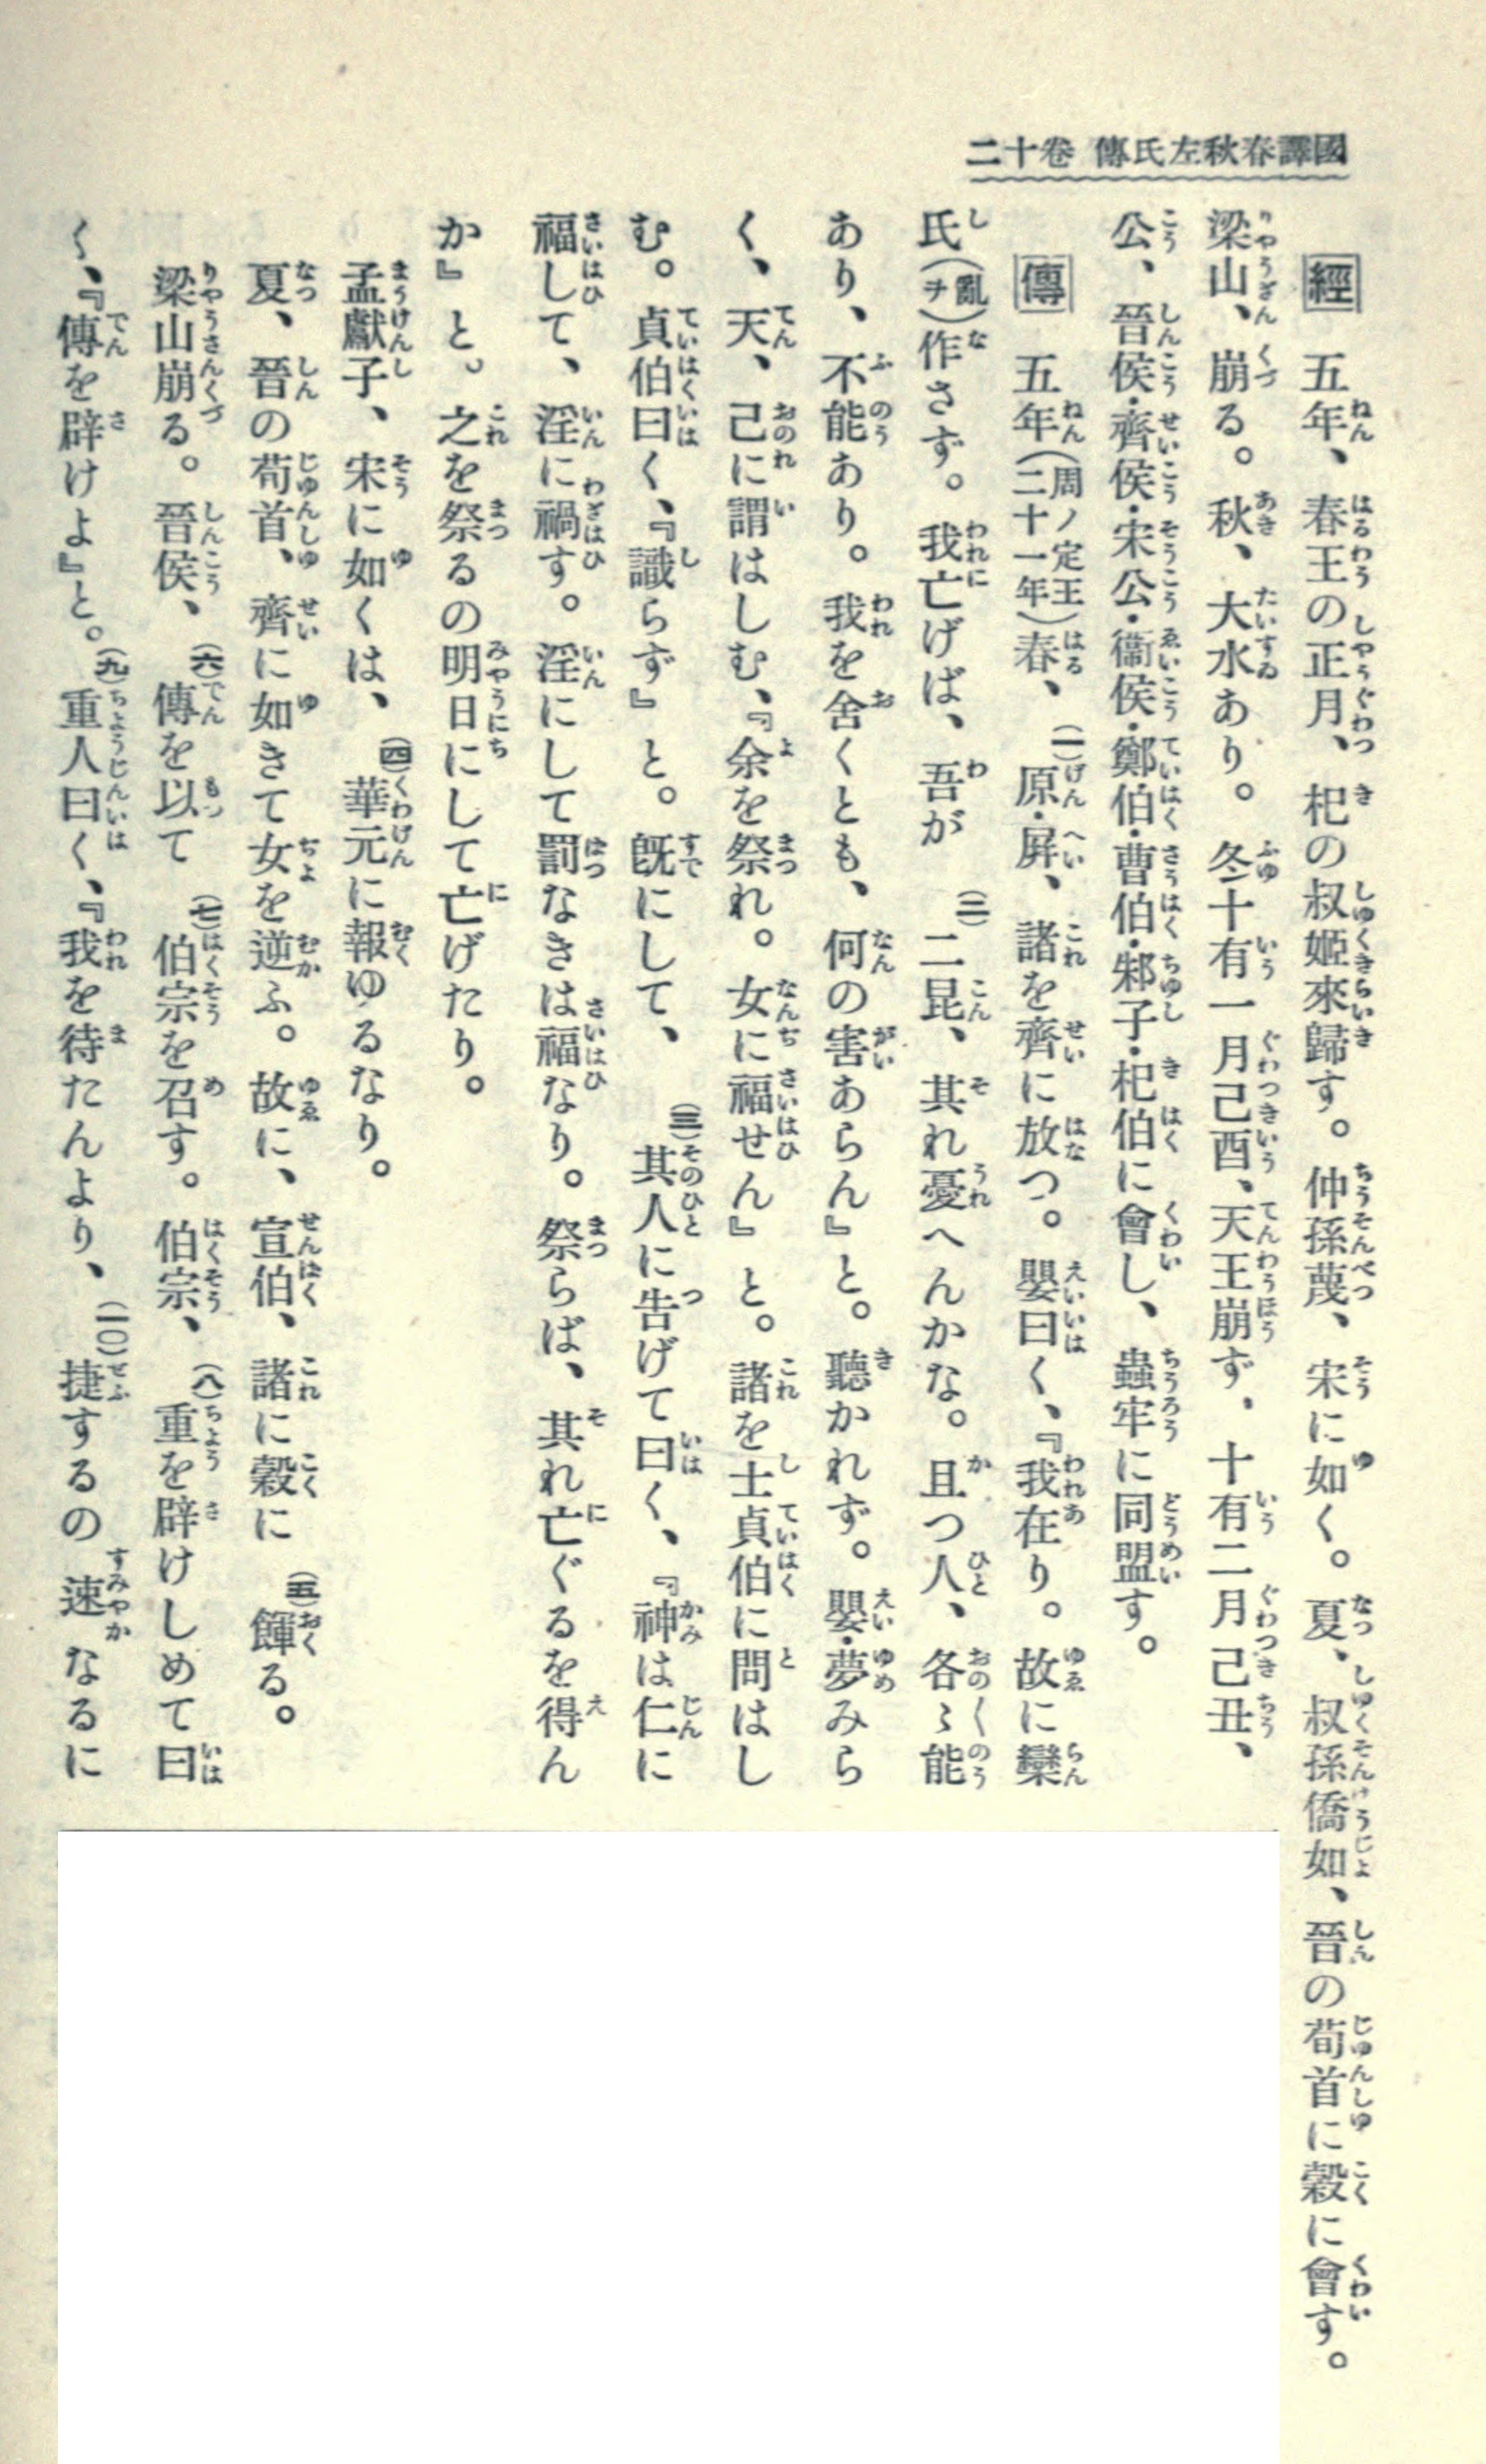 國譯春秋左氏傳 卷十二
經 五年、春王の正月、杞の叔姬來歸す。仲孫蔑、宋に如く。夏、叔孫僑如、晉の荀首に穀に會す。
梁山、崩る。秋、大水あり。冬十有一月己酉、天王崩ず。十有二月己丑、
公、晉侯・齊侯・宋公・衞侯・鄭伯・曹伯・邾子・杞伯に會し、蟲牢に同盟す。
傳 五年(周ノ定王二十一年)春、(一)原・屛、諸を齊に放つ。嬰曰く、『我在り。故に欒
氏(亂ヲ)作さず。我亡げば、吾が(二)二昆、其れ憂へんかな。且つ人、各〻能
あり、不能あり。我を舍くとも、何の害あらん』と。聽かれず。嬰・夢みら
く、天、己に謂はしむ、『余を祭れ。女に福せん』と。諸を士貞伯に問はし
む。貞伯曰く、『識らず』と。旣にして、(三)其人に告げて曰く、『神は仁に
福して、淫に禍す。淫にして罰なきは福なり。祭らば、其れ亡ぐるを得ん
か』と。之を祭るの明日にして亡げたり。
孟獻子、宋に如くは、(四)華元に報ゆるなり。
夏、晉の荀首、齊に如きて女を逆ふ。故に、宣伯、諸に穀に(五)餫る。
梁山崩る。晉侯、(六)傳を以て(七)伯宗を召す。伯宗、(八)重を辟けしめて曰
く、『傳を辟けよ』と。(九)重人曰く、『我を待たんより、(一〇)捷するの速なるに